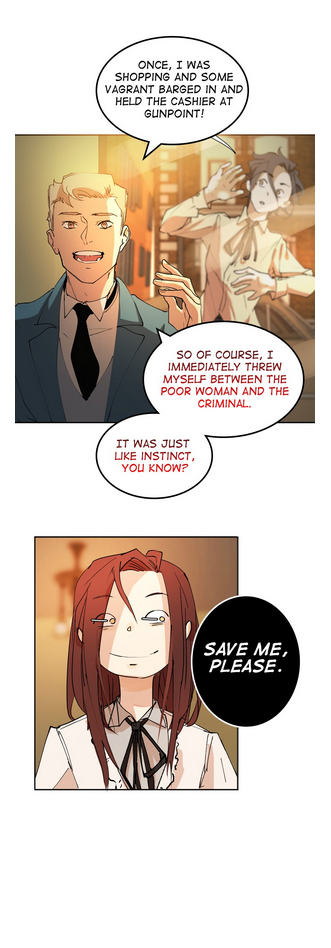 ONCE, I WAS
SHOPPING AND SOME
VAGRANT BARGED IN AND
HELD THE CASHIER AT
GUNPOINT!
SO OF COURSE, I
IMMEDIATELY THREW
MYSELF BETWEEN THE
POOR WOMAN AND THE
CRIMINAL.
IT WAS JUST
LIKE INSTINCT,
YOU KNOW?
SAVE ME,
PLEASE.